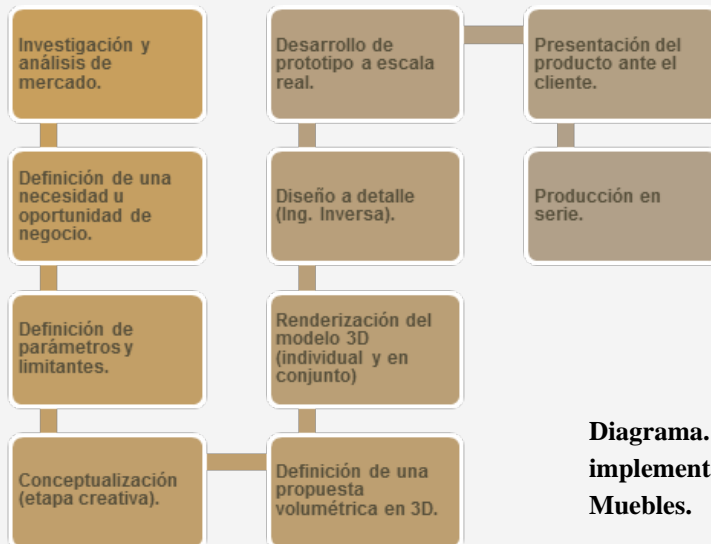 Investigación y
análisis de
mercado.
Definición de una
necesidad u
oportunidad de
negocio.
Definición de
parámetros y
limitantes.
Conceptualización
(etapa creativa).
Definición de una
propuesta
volumétrica en 3D.
Renderización del
modelo 3D
(individual y en
conjunto)
Diseño a detalle
(Ing. Inversa).
Desarrollo de
prototipo a escala
real.
Presentación del
producto ante el
cliente.
Producción en
serie.
Diagrama.
implement
Muebles.